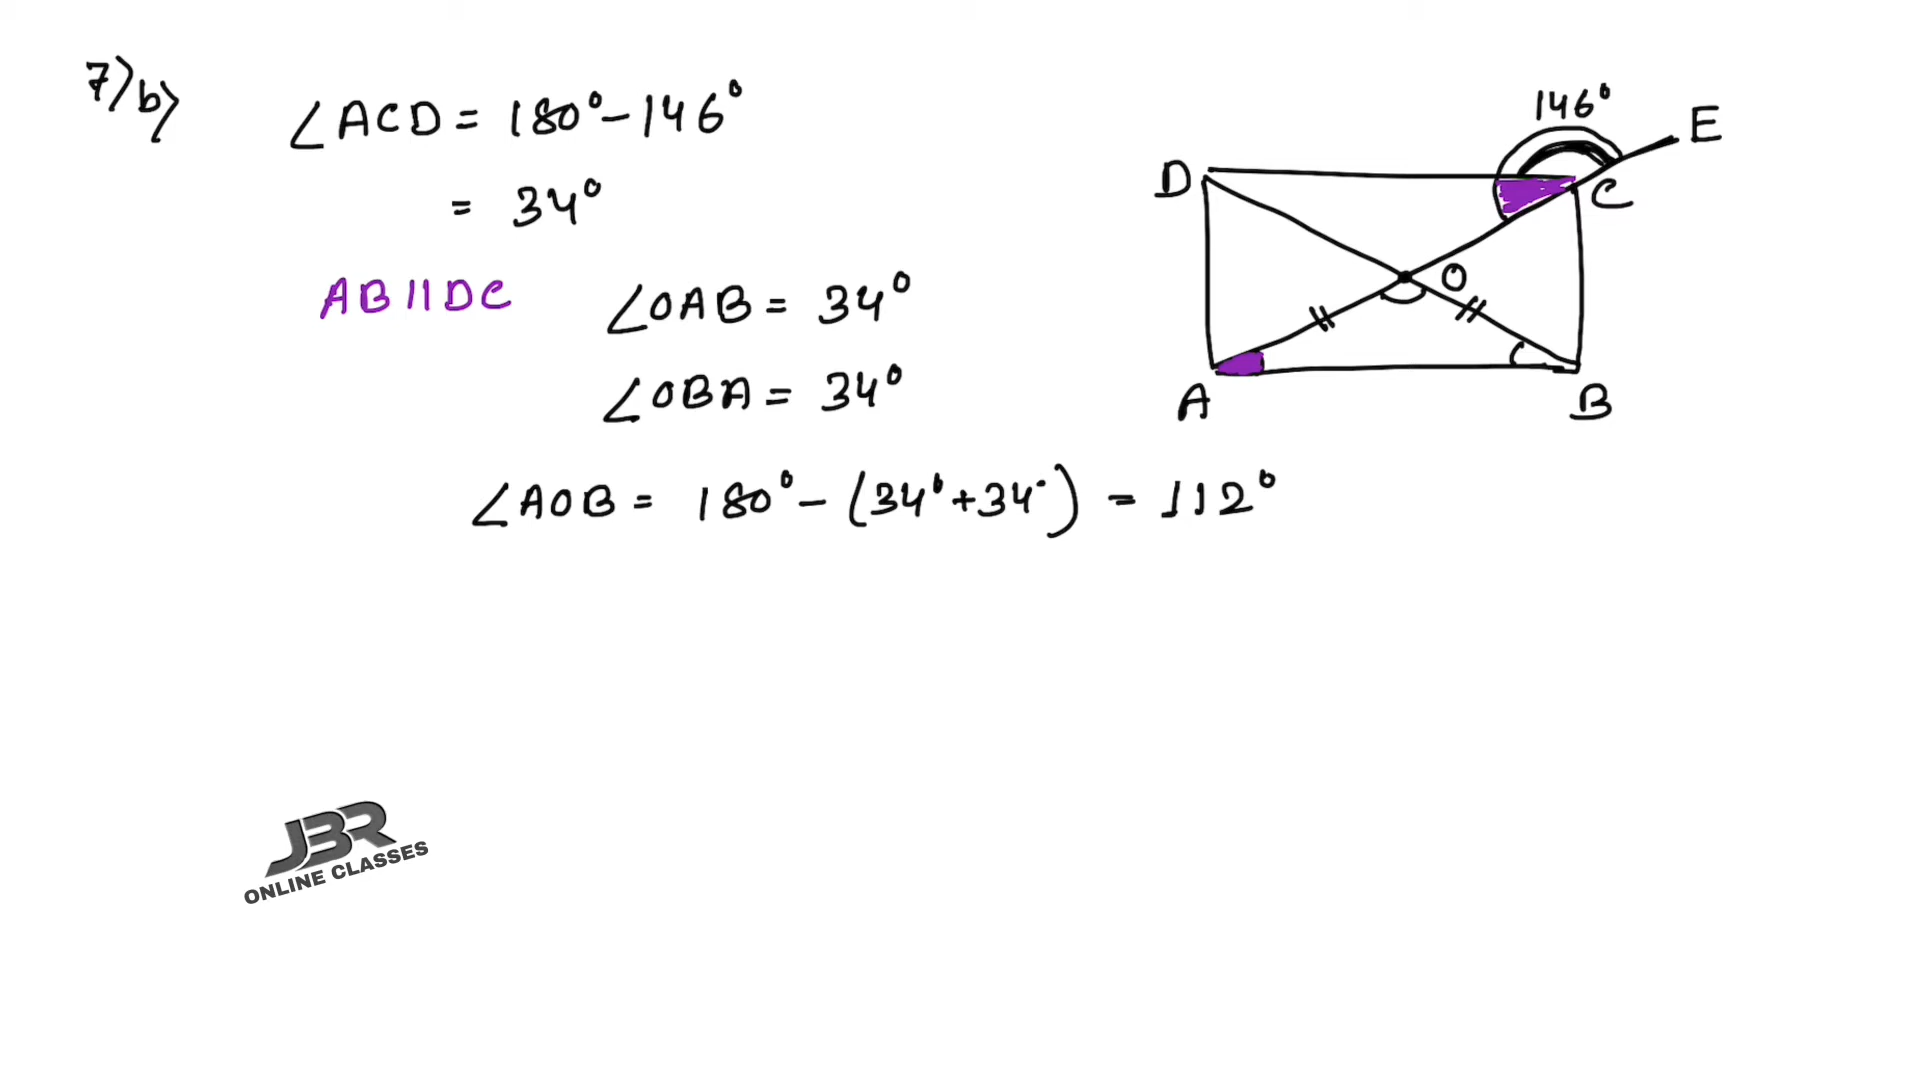 7) b)
∠ACD = 180° - 146°
= 34°
AB || DC
∠OAB = 34°
∠OBA = 34°
∠AOB = 180° - (34° + 34°) = 112°
146°
E
D
C
O
A
B
JBR
ONLINE CLASSES